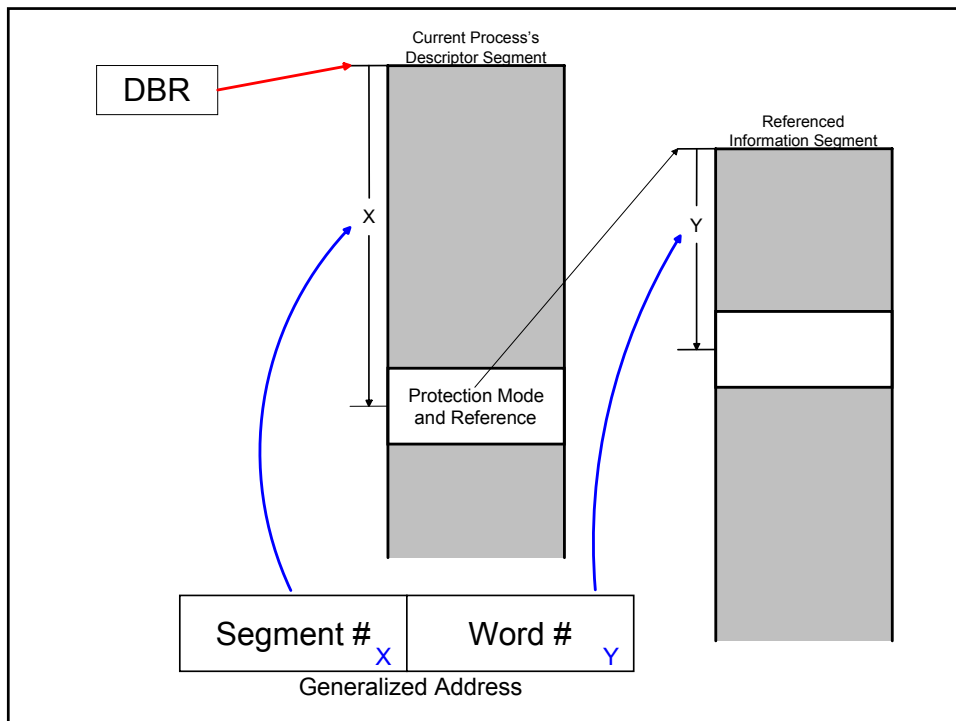 Current Process's
Descriptor Segment
DBR
Referenced
Information Segment
X
Y
Protection Mode
and Reference
Segment #
X
Word #
Y
Generalized Address